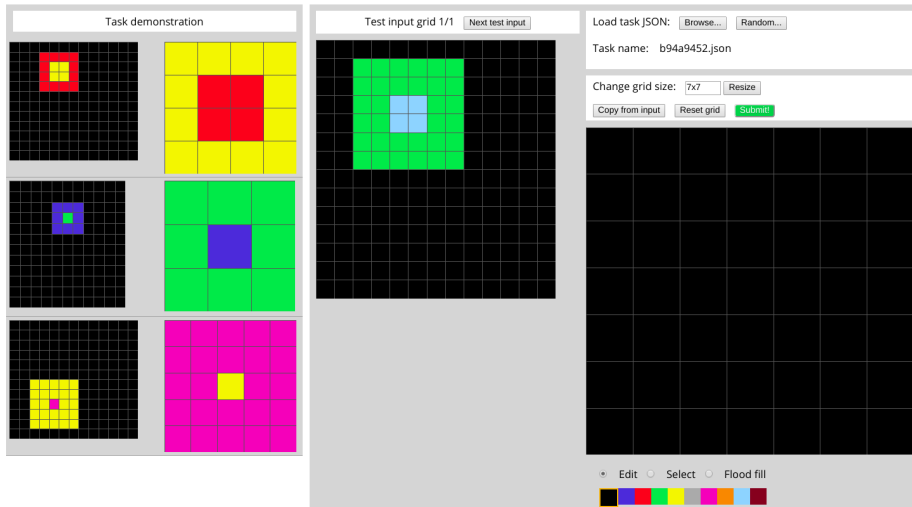 Task demonstration
Test input grid 1/1
Next test input
Load task JSON:
Browse...
Random...
Task name: b94a9452.json
Change grid size:
7x7
Resize
Copy from input
Reset grid
Submit!
Edit
Select
Flood fill